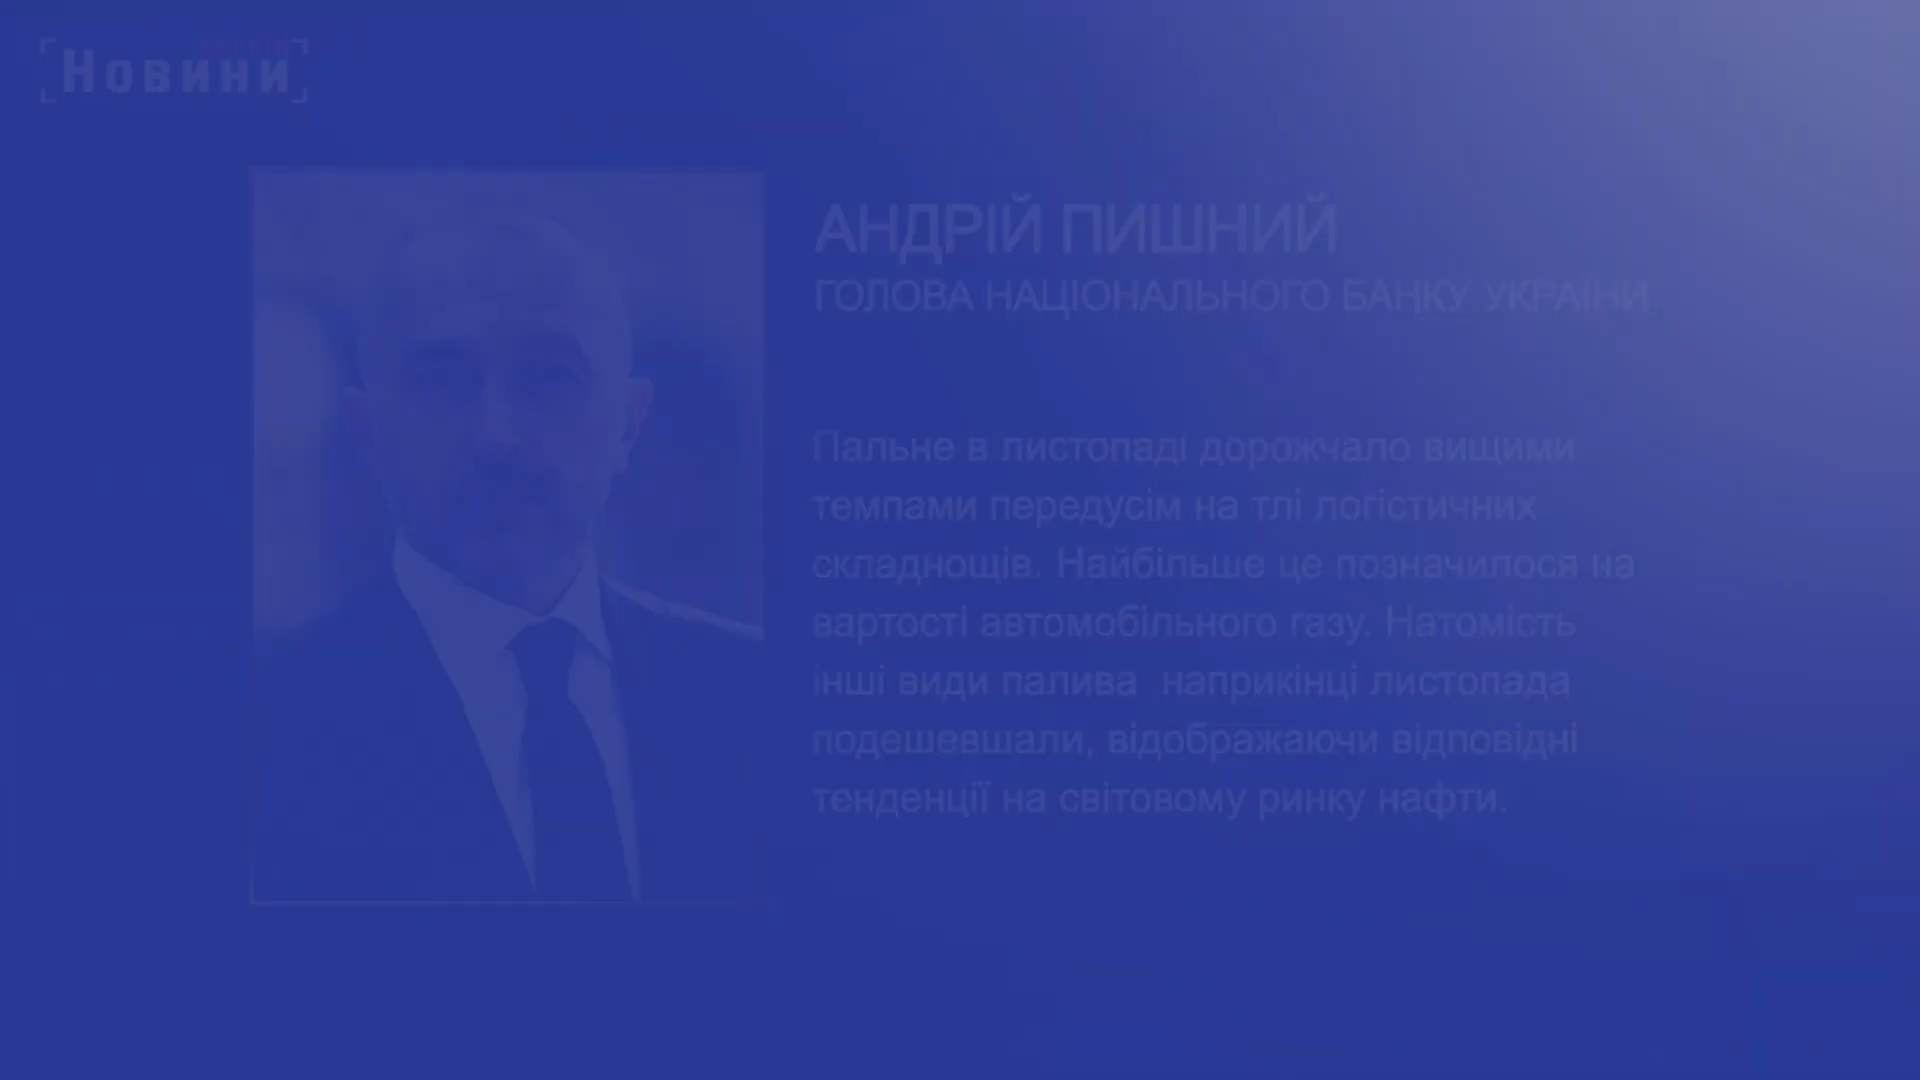 Новини
АНДРІЙ ПИШНИЙ
ГОЛОВА НАЦІОНАЛЬНОГО БАНКУ УКРАЇНИ
Пальне в листопаді дорожчало вищими
темпами передусім на тлі логістичних
складнощів. Найбільше це позначилося на
вартості автомобільного газу. Натомість
інші види палива наприкінці листопада
подешевшали, відображаючи відповідні
тенденції на світовому ринку нафти.